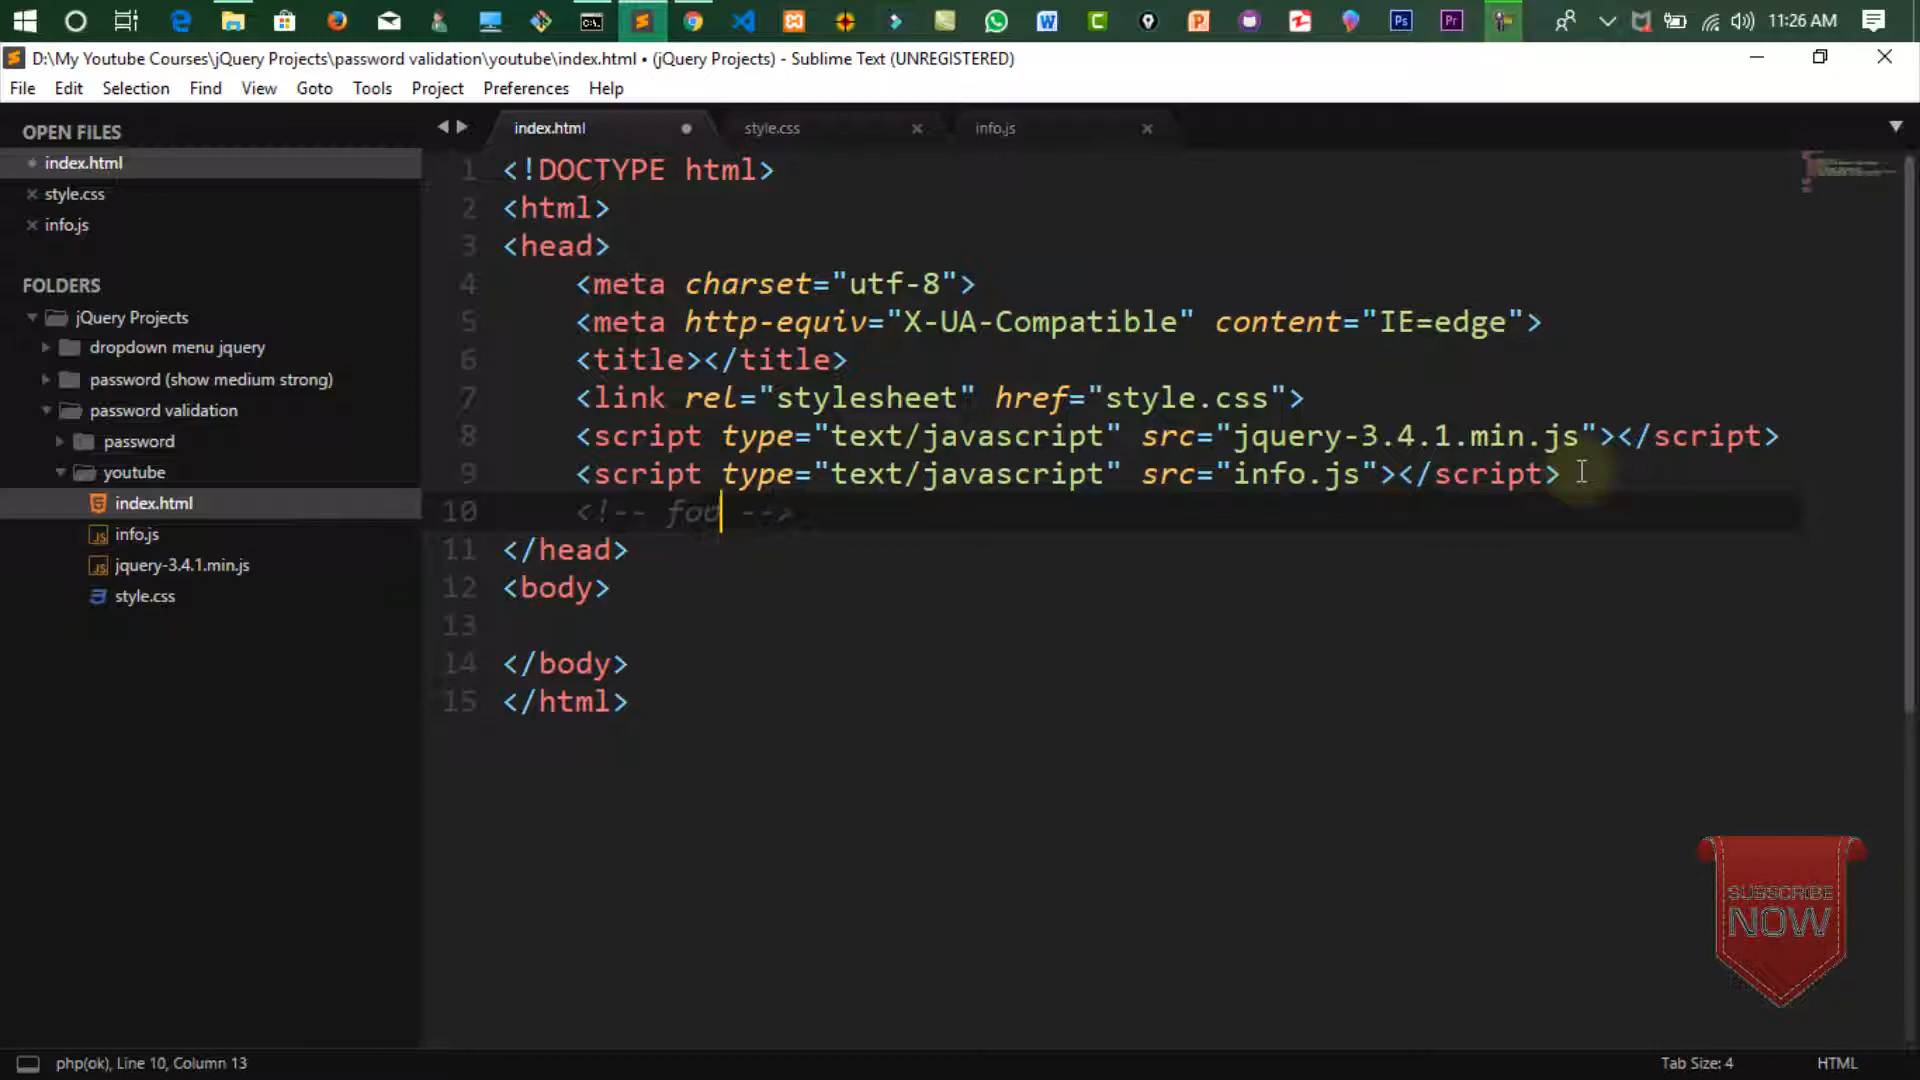 11:26 AM
D:\My Youtube Courses\jQuery Projects\password validation\youtube\index.html • (jQuery Projects) - Sublime Text (UNREGISTERED)
File Edit Selection Find View Goto Tools Project Preferences Help
OPEN FILES
index.html
style.css
info.js
FOLDERS
jQuery Projects
dropdown menu jquery
password (show medium strong)
password validation
password
youtube
index.html
info.js
jquery-3.4.1.min.js
style.css
index.html style.css info.js
1 <!DOCTYPE html>
2 <html>
3 <head>
4 <meta charset="utf-8">
5 <meta http-equiv="X-UA-Compatible" content="IE=edge">
6 <title></title>
7 <link rel="stylesheet" href="style.css">
8 <script type="text/javascript" src="jquery-3.4.1.min.js"></script>
9 <script type="text/javascript" src="info.js"></script>
10 <!-- fou -->
11 </head>
12 <body>
13
14 </body>
15 </html>
SUBSCRIBE
NOW
php(ok), Line 10, Column 13
Tab Size: 4
HTML